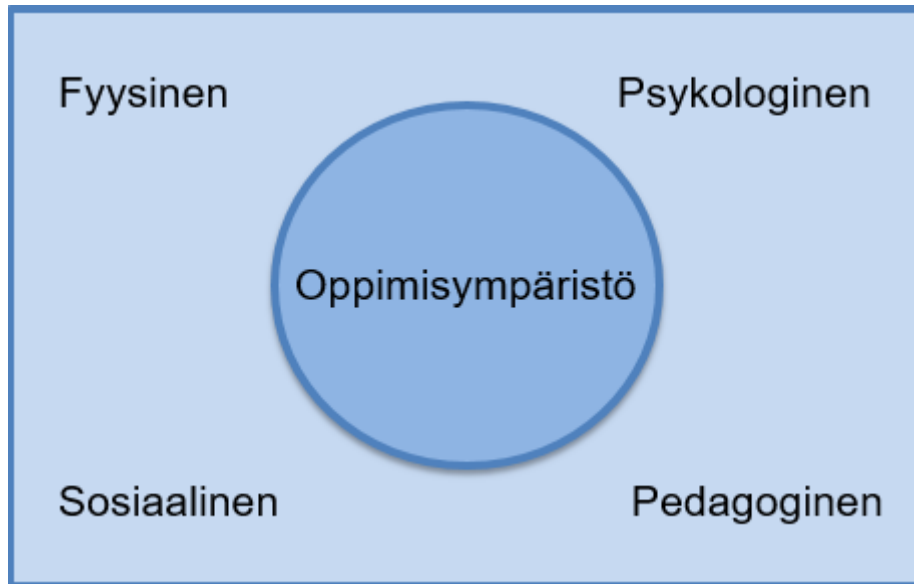 Fyysinen
Psykologinen
Oppimisympäristö
Sosiaalinen
Pedagoginen